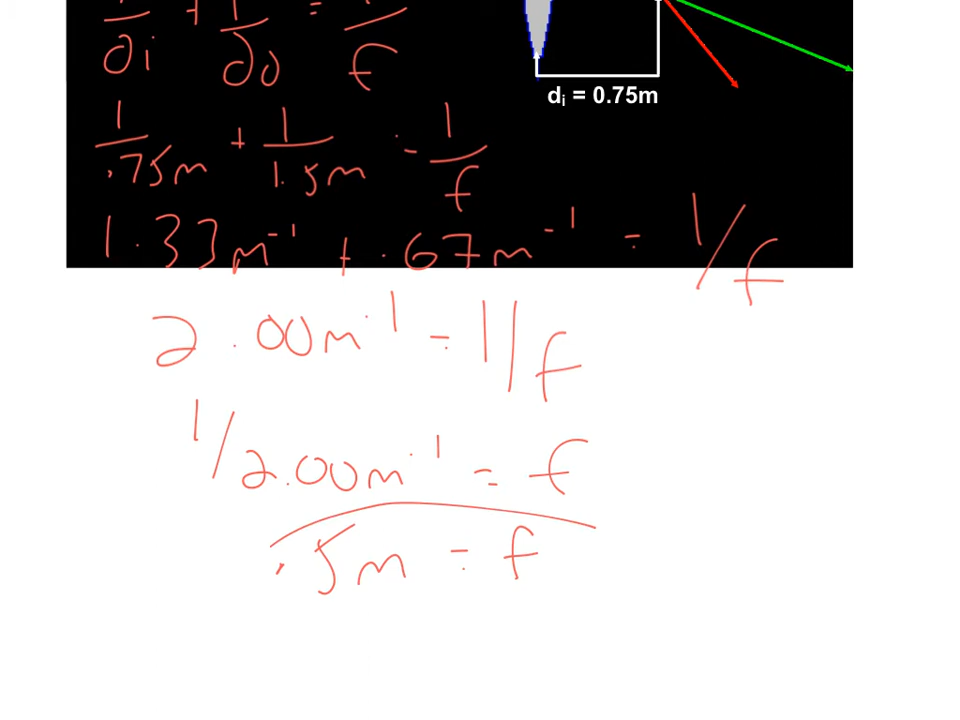 1/di + 1/do = 1/f
di = 0.75m
1/.75m + 1/1.5m = 1/f
1.33m⁻¹ + .67m⁻¹ = 1/f
2.00m⁻¹ = 1/f
1/2.00m⁻¹ = f
.5m = f